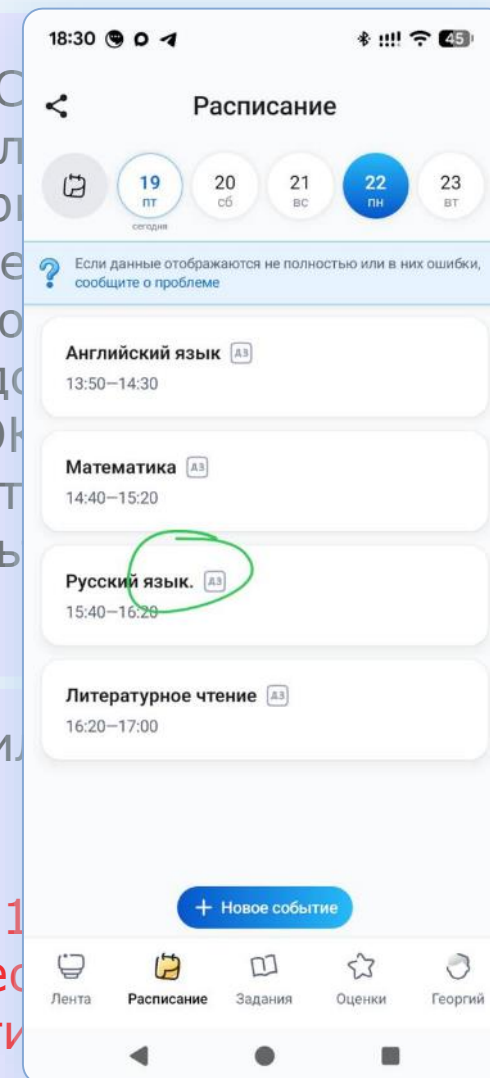 18:30
45
Расписание
19
пт
20
сб
21
вс
22
пн
23
вт
сегодня
Если данные отображаются не полностью или в них ошибки,
сообщите о проблеме
Английский язык ДЗ
13:50—14:30
Математика ДЗ
14:40—15:20
Русский язык. ДЗ
15:40—16:20
Литературное чтение ДЗ
16:20—17:00
+ Новое событие
Лента Расписание Задания Оценки Георгий